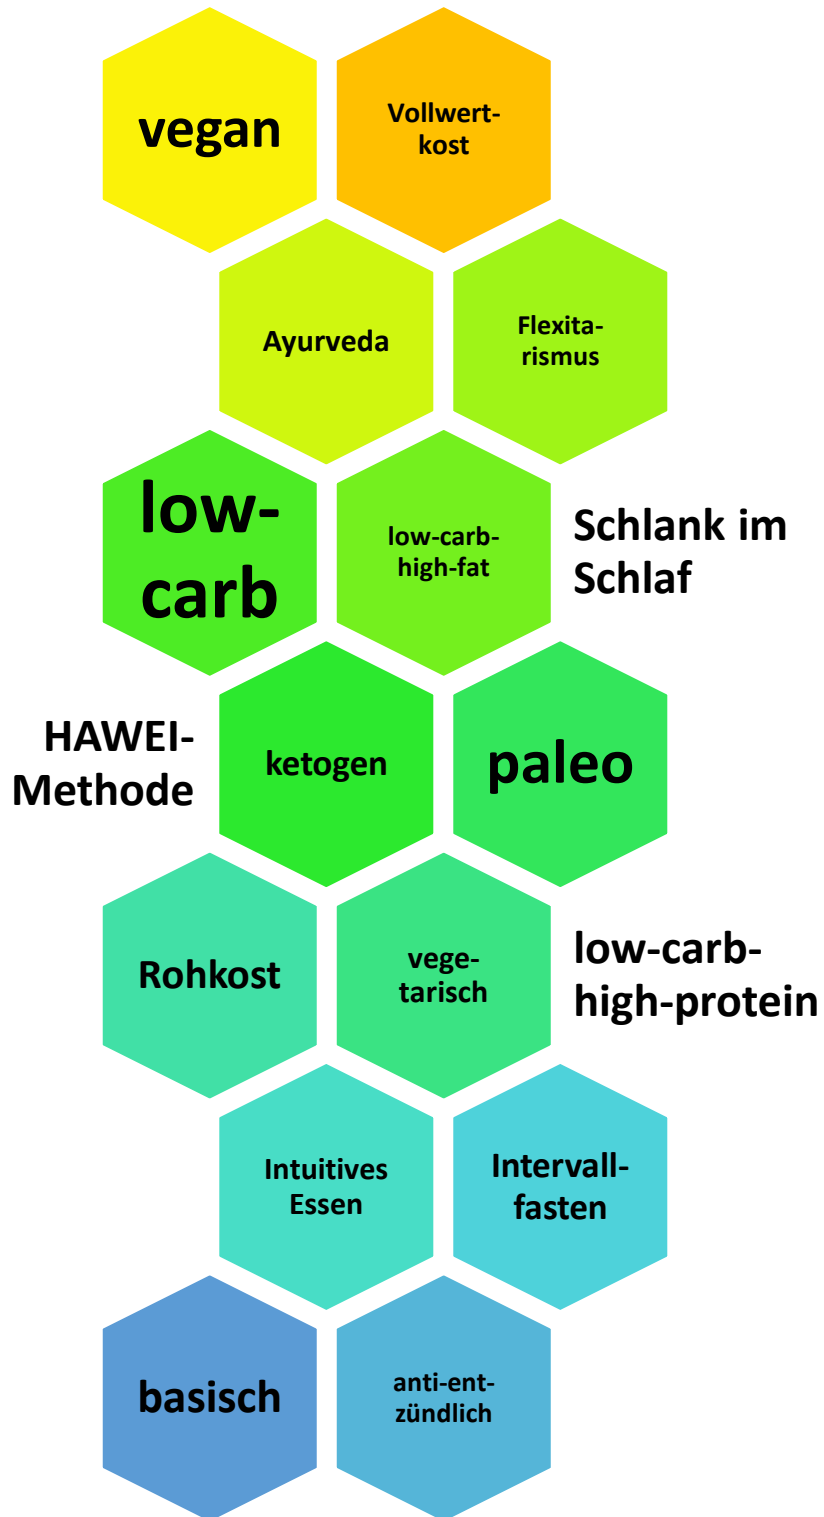 vegan
Vollwert-
kost
Ayurveda
Flexita-
rismus
low-
carb
low-carb-
high-fat
Schlank im
Schlaf
HAWEI-
Methode
ketogen
paleo
Rohkost
vege-
tarisch
low-carb-
high-protein
Intuitives
Essen
Intervall-
fasten
basisch
anti-ent-
zündlich